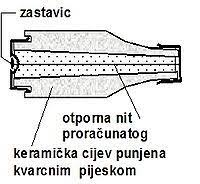 zastavic
otporna nit
proračunatog
keramička cijev punjena
kvarcnim pijeskom